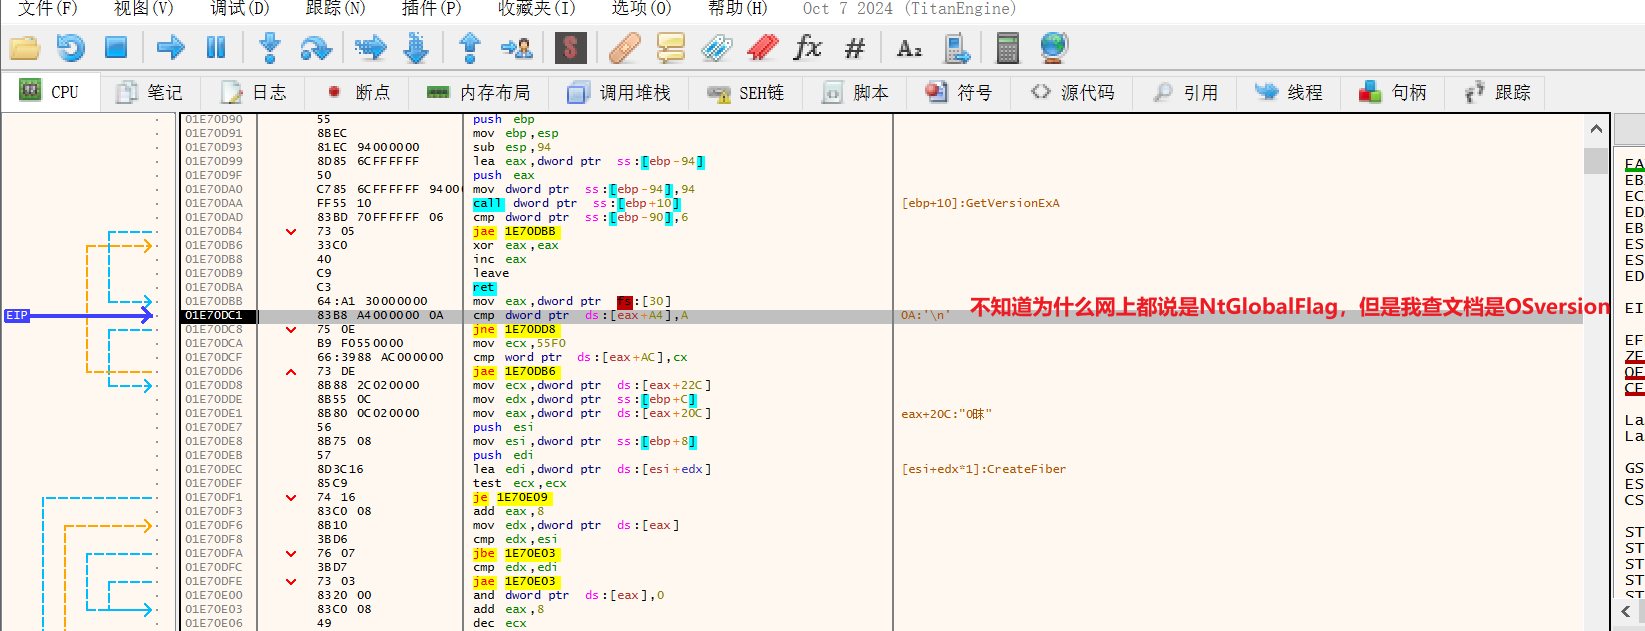 文件(F) 视图(V) 调试(D) 跟踪(N) 插件(P) 收藏夹(I) 选项(O) 帮助(H) Oct 7 2024 (TitanEngine)
$ fx # A₂
CPU 笔记 日志 断点 内存布局 调用堆栈 SEH链 脚本 符号 源代码 引用 线程 句柄 跟踪
01E70D90 55 push ebp
01E70D91 8BEC mov ebp,esp
01E70D93 81EC 94000000 sub esp,94
01E70D99 8D85 6CFFFFFF lea eax,dword ptr ss:[ebp-94]
01E70D9F 50 push eax
01E70DA0 C785 6CFFFFFF 9400 mov dword ptr ss:[ebp-94],94
01E70DAA FF55 10 call dword ptr ss:[ebp+10] [ebp+10]:GetVersionExA
01E70DAD 83BD 70FFFFFF 06 cmp dword ptr ss:[ebp-90],6
01E70DB4 73 05 jae 1E70DBB
01E70DB6 33C0 xor eax,eax
01E70DB8 40 inc eax
01E70DB9 C9 leave
01E70DBA C3 ret
01E70DBB 64:A1 30000000 mov eax,dword ptr fs:[30]
EIP 01E70DC1 83B8 A4000000 0A cmp dword ptr ds:[eax+A4],A 0A:'\n' 不知道为什么网上都说是NtGlobalFlag，但是我查文档是OSversion
01E70DC8 75 0E jne 1E70DD8
01E70DCA B9 F0550000 mov ecx,55F0
01E70DCF 66:3988 AC000000 cmp word ptr ds:[eax+AC],cx
01E70DD6 73 DE jae 1E70DB6
01E70DD8 8B88 2C020000 mov ecx,dword ptr ds:[eax+22C]
01E70DDE 8B55 0C mov edx,dword ptr ss:[ebp+C]
01E70DE1 8B80 0C020000 mov eax,dword ptr ds:[eax+20C] eax+20C:"0昧"
01E70DE7 56 push esi
01E70DE8 8B75 08 mov esi,dword ptr ss:[ebp+8]
01E70DEB 57 push edi
01E70DEC 8D3C16 lea edi,dword ptr ds:[esi+edx] [esi+edx*1]:CreateFiber
01E70DEF 85C9 test ecx,ecx
01E70DF1 74 16 je 1E70E09
01E70DF3 83C0 08 add eax,8
01E70DF6 8B10 mov edx,dword ptr ds:[eax]
01E70DF8 3BD6 cmp edx,esi
01E70DFA 76 07 jbe 1E70E03
01E70DFC 3BD7 cmp edx,edi
01E70DFE 73 03 jae 1E70E03
01E70E00 8320 00 and dword ptr ds:[eax],0
01E70E03 83C0 08 add eax,8
01E70E06 49 dec ecx
EA
EB
EC
ED
EB
ES
ES
ED
EI
EF
ZF
OF
CF
La
La
GS
ES
CS
ST
ST
ST
ST
ST